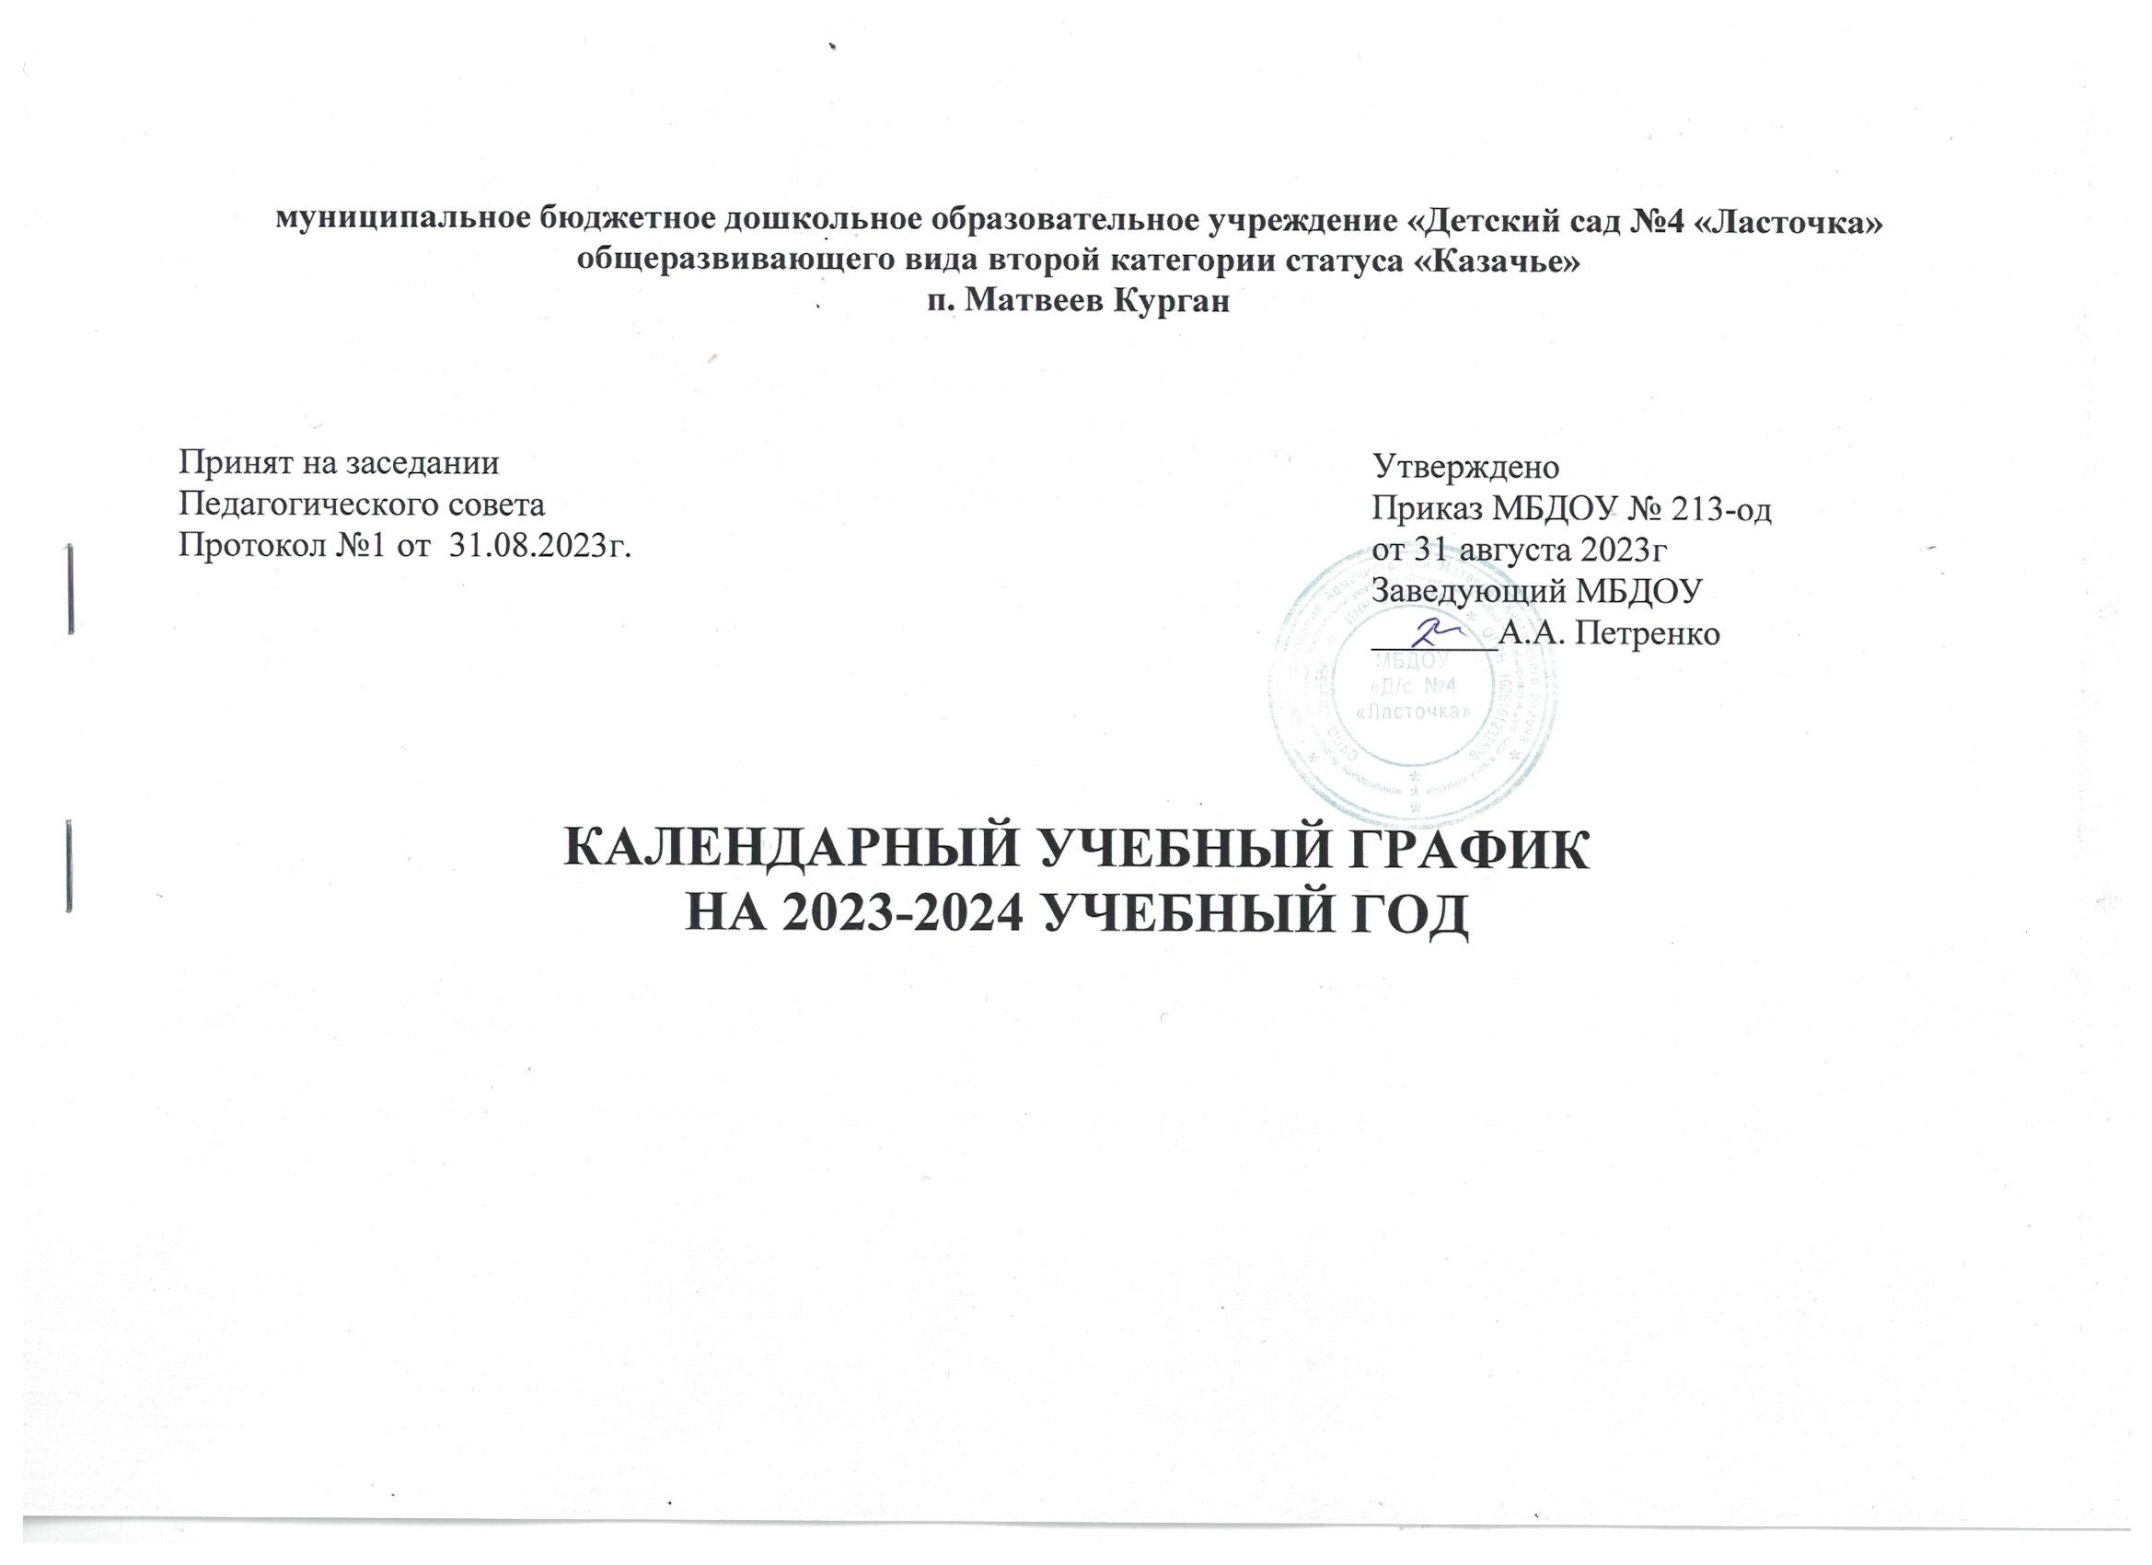 муниципальное бюджетное дошкольное образовательное учреждение «Детский сад №4 «Ласточка»
общеразвивающего вида второй категории статуса «Казачье»
п. Матвеев Курган
Принят на заседании
Педагогического совета
Протокол №1 от 31.08.2023г.
Утверждено
Приказ МБДОУ № 213-од
от 31 августа 2023г
Заведующий МБДОУ
________А.А. Петренко
МБДОУ
«Д/с №4
«Ласточка»
КАЛЕНДАРНЫЙ УЧЕБНЫЙ ГРАФИК
НА 2023-2024 УЧЕБНЫЙ ГОД